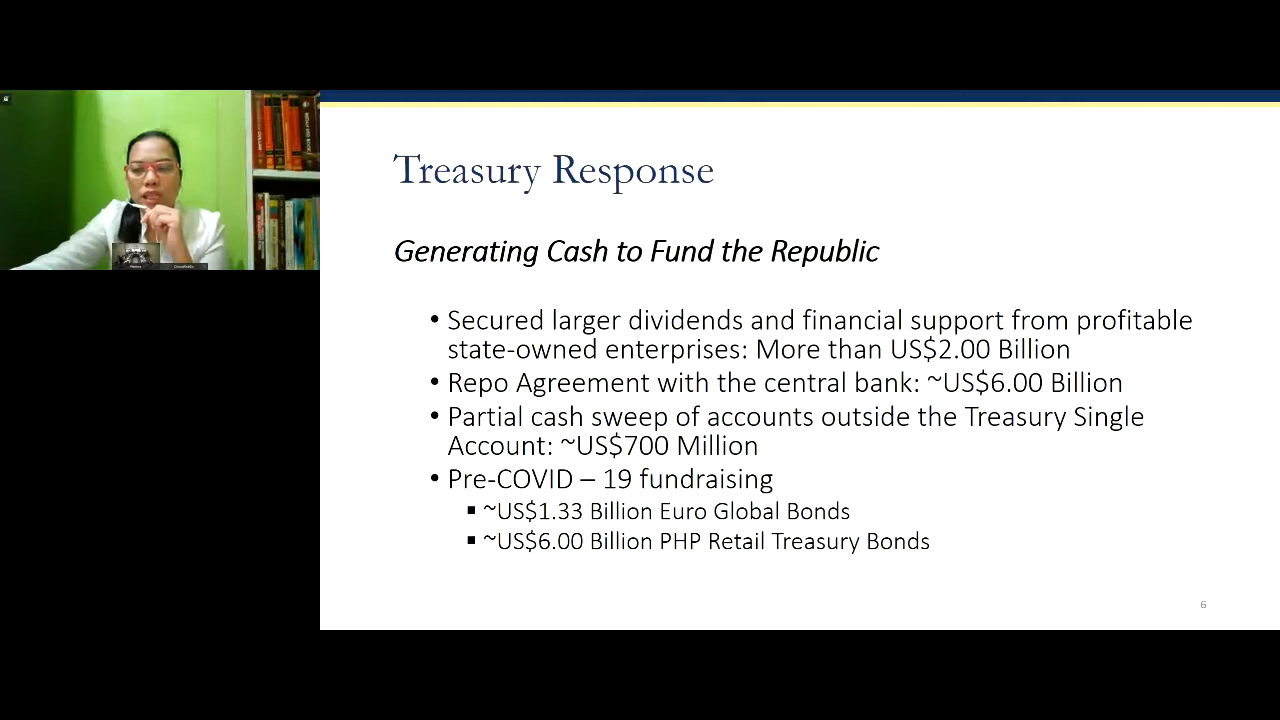 Treasury Response
Generating Cash to Fund the Republic
• Secured larger dividends and financial support from profitable
state-owned enterprises: More than US$2.00 Billion
• Repo Agreement with the central bank: ~US$6.00 Billion
• Partial cash sweep of accounts outside the Treasury Single
Account: ~US$700 Million
• Pre-COVID – 19 fundraising
▪ ~US$1.33 Billion Euro Global Bonds
▪ ~US$6.00 Billion PHP Retail Treasury Bonds
6